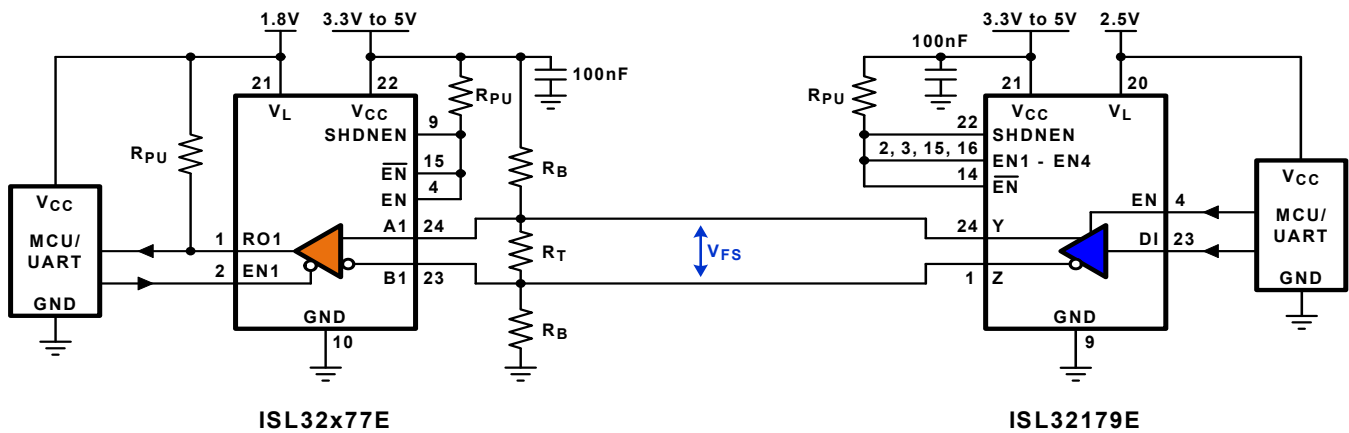 1.8V 3.3V to 5V 3.3V to 5V 2.5V
100nF
100nF
21 22 21 20
VL VCC RPU RPU VCC VL
9 22
SHDNEN SHDNEN
RPU 2, 3, 15, 16
15 EN1 - EN4
EN RB 14
4 EN
EN
VCC A1 24 24 Y EN 4 VCC
MCU/ 1 RO1 RT VFS DI 23 MCU/
UART 2 EN1 B1 23 1 Z UART
GND GND RB GND GND
10 9
ISL32x77E ISL32179E